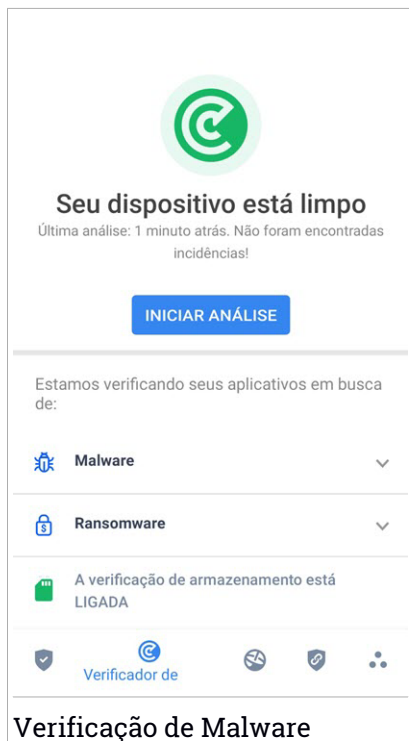 Seu dispositivo está limpo
Última análise: 1 minuto atrás. Não foram encontradas
incidências!
INICIAR ANÁLISE
Estamos verificando seus aplicativos em busca
de:
Malware
Ransomware
A verificação de armazenamento está
LIGADA
Verificador de
Verificação de Malware